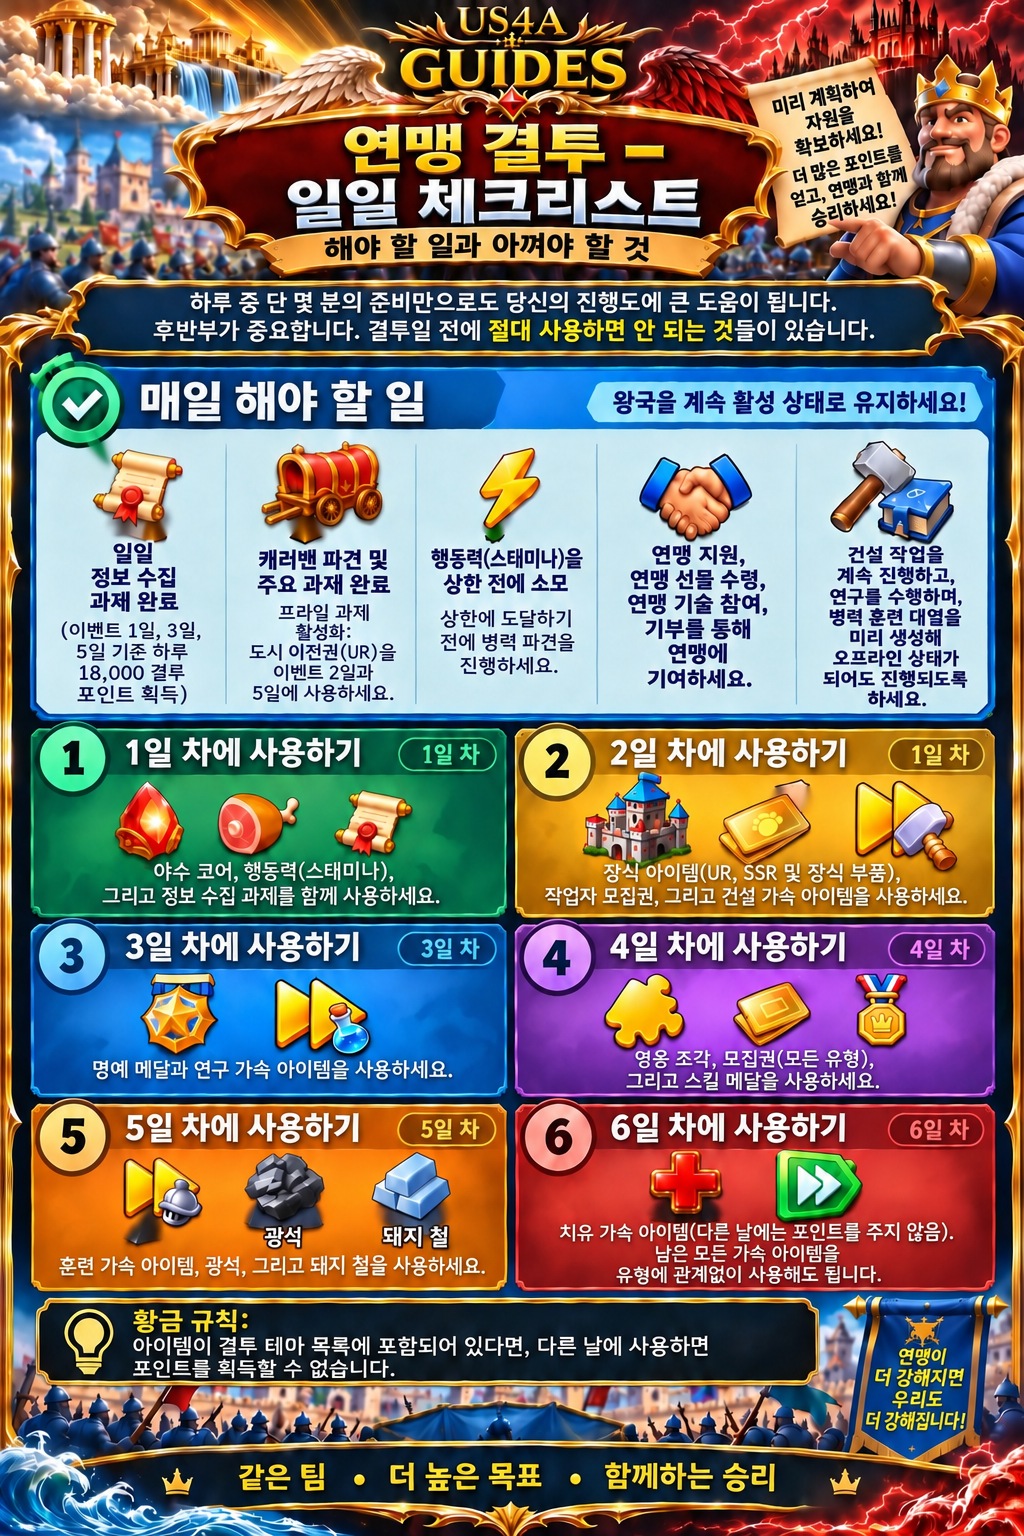 US4A
GUIDES
연맹 결투 –
일일 체크리스트
해야 할 일과 아껴야 할 것
미리 계획하여
자원을
확보하세요!
더 많은 포인트를
얻고, 연맹과 함께
승리하세요!
하루 중 단 몇 분의 준비만으로도 당신의 진행도에 큰 도움이 됩니다.
후반부가 중요합니다. 결투일 전에 절대 사용하면 안 되는 것들이 있습니다.
매일 해야 할 일
왕국을 계속 활성 상태로 유지하세요!
일일
정보 수집
과제 완료
(이벤트 1일, 3일,
5일 기존 하루
18,000 결루
포인트 획득)
캐러밴 파견 및
주요 과제 완료
프라일 과제
활성화:
도시 이전권(UR)을
이벤트 2일과
5일에 사용하세요.
행동력(스태미나)을
상한 전에 소모
상한에 도달하기
전에 병력 파견을
진행하세요.
연맹 지원,
연맹 선물 수령,
연맹 기술 참여,
기부를 통해
연맹에
기여하세요.
건설 작업을
계속 진행하고,
연구를 수행하며,
병력 훈련 대열을
미리 생성해
오프라인 상태가
되어도 진행되도록
하세요.
1
1일 차에 사용하기
1일 차
야수 코어, 행동력(스태미나),
그리고 정보 수집 과제를 함께 사용하세요.
2
2일 차에 사용하기
1일 차
장식 아이템(UR, SSR 및 장식 부품),
작업자 모집권, 그리고 건설 가속 아이템을 사용하세요.
3
3일 차에 사용하기
3일 차
명예 메달과 연구 가속 아이템을 사용하세요.
4
4일 차에 사용하기
4일 차
영웅 조각, 모집권(모든 유형),
그리고 스킬 메달을 사용하세요.
5
5일 차에 사용하기
5일 차
광석
돼지 철
훈련 가속 아이템, 광석, 그리고 돼지 철을 사용하세요.
6
6일 차에 사용하기
6일 차
치유 가속 아이템(다른 날에는 포인트를 주지 않음).
남은 모든 가속 아이템을
유형에 관계없이 사용해도 됩니다.
황금 규칙:
아이템이 결투 테마 목록에 포함되어 있다면, 다른 날에 사용하면
포인트를 획득할 수 없습니다.
연맹이
더 강해지면
우리도
더 강해집니다!
같은 팀 • 더 높은 목표 • 함께하는 승리